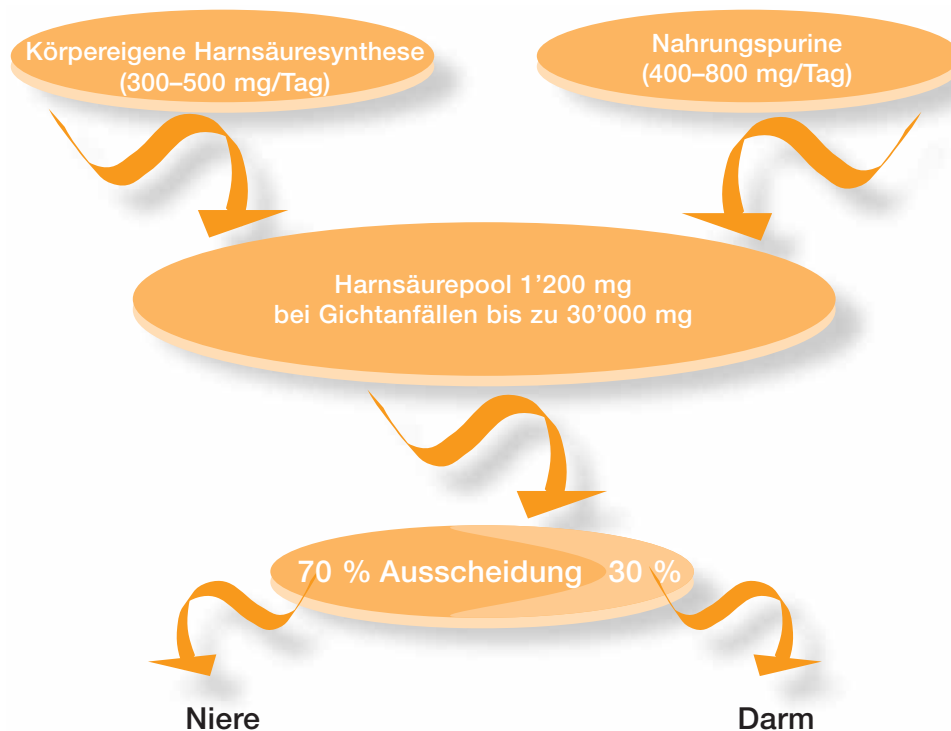 Körpereigene Harnsäuresynthese
(300–500 mg/Tag)
Nahrungspurine
(400–800 mg/Tag)
Harnsäurepool 1’200 mg
bei Gichtanfällen bis zu 30’000 mg
70 % Ausscheidung 30 %
Niere
Darm